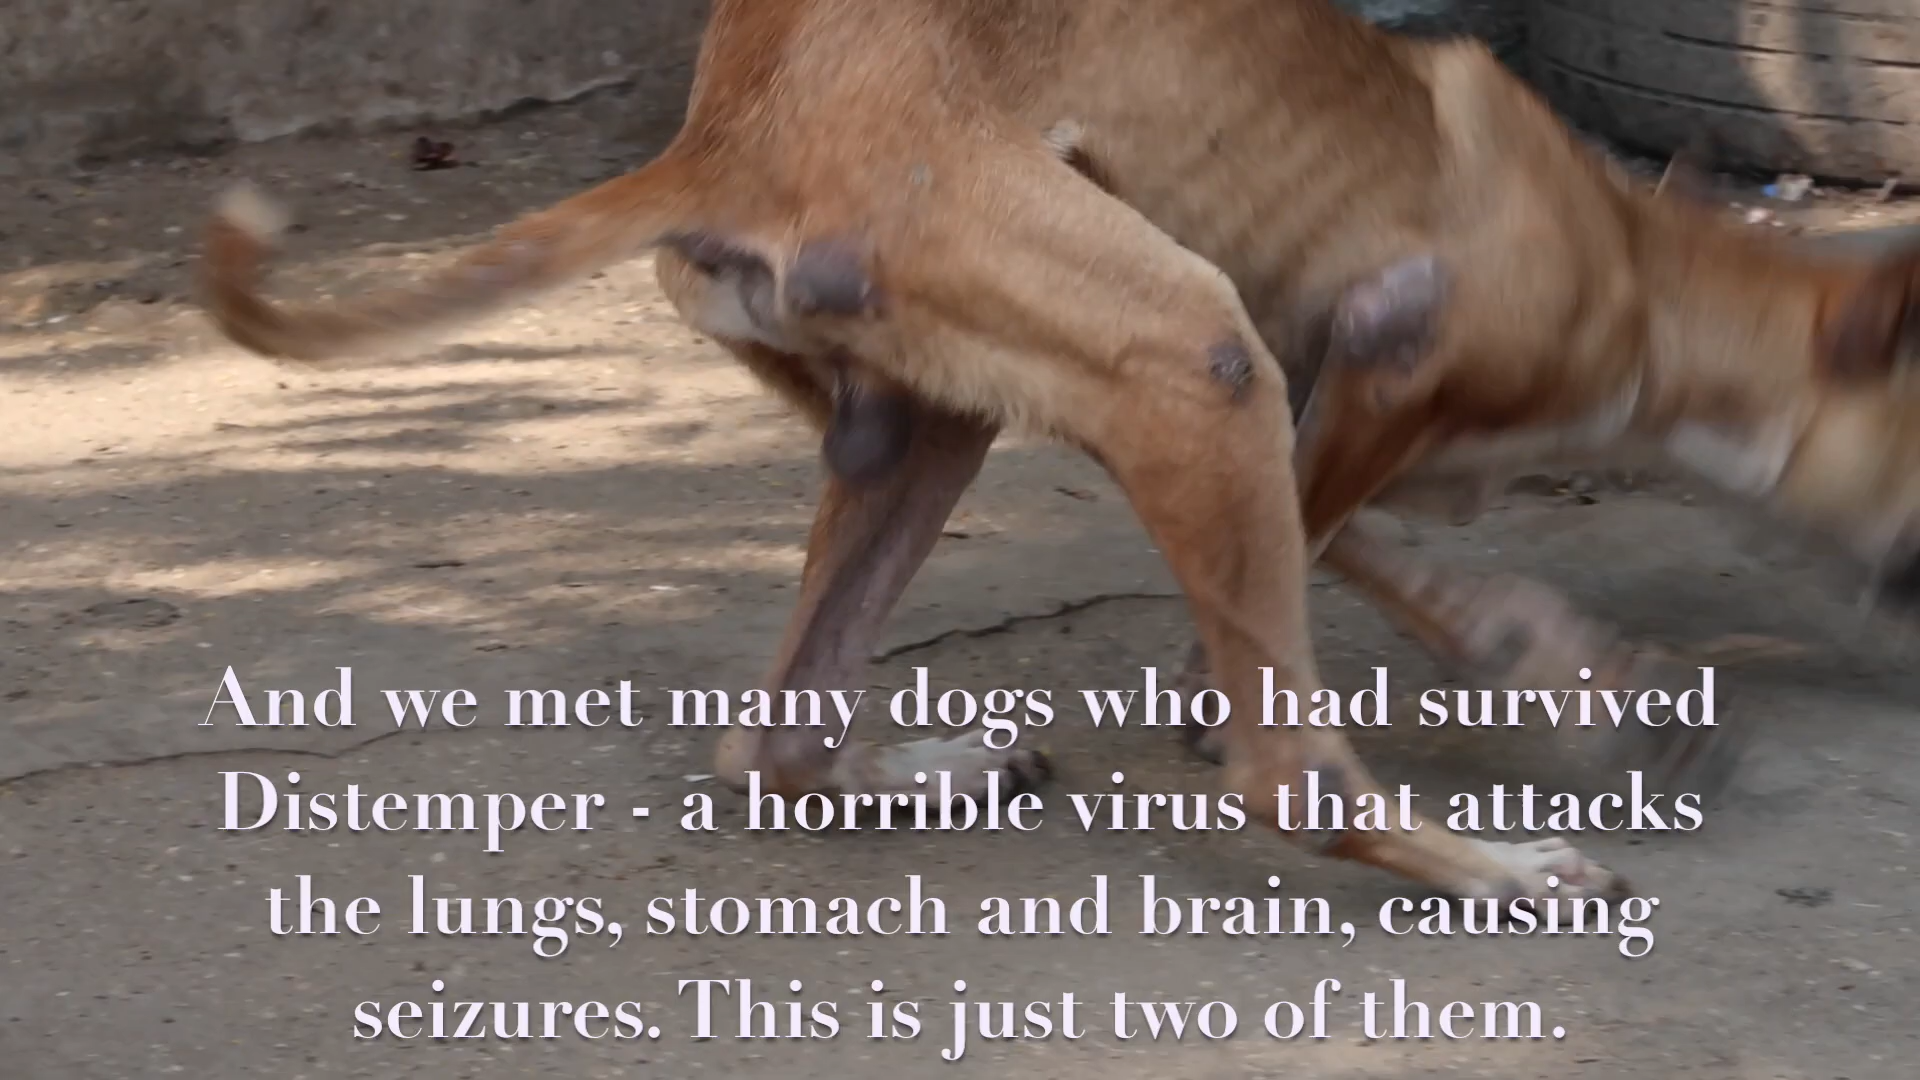 And we met many dogs who had survived
Distemper - a horrible virus that attacks
the lungs, stomach and brain, causing
seizures. This is just two of them.